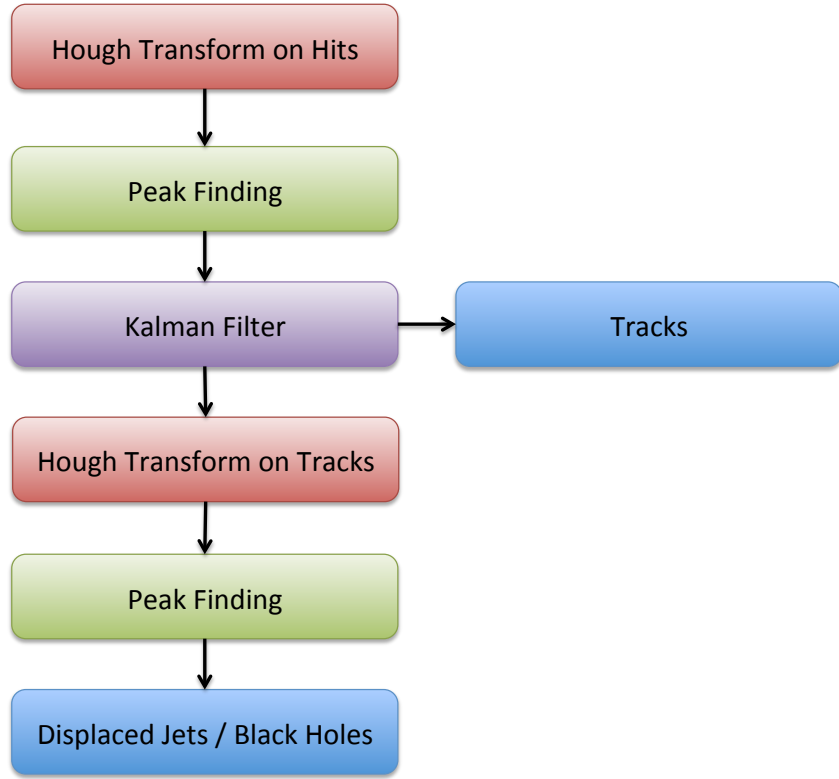 Hough Transform on Hits
Peak Finding
Kalman Filter
Tracks
Hough Transform on Tracks
Peak Finding
Displaced Jets / Black Holes